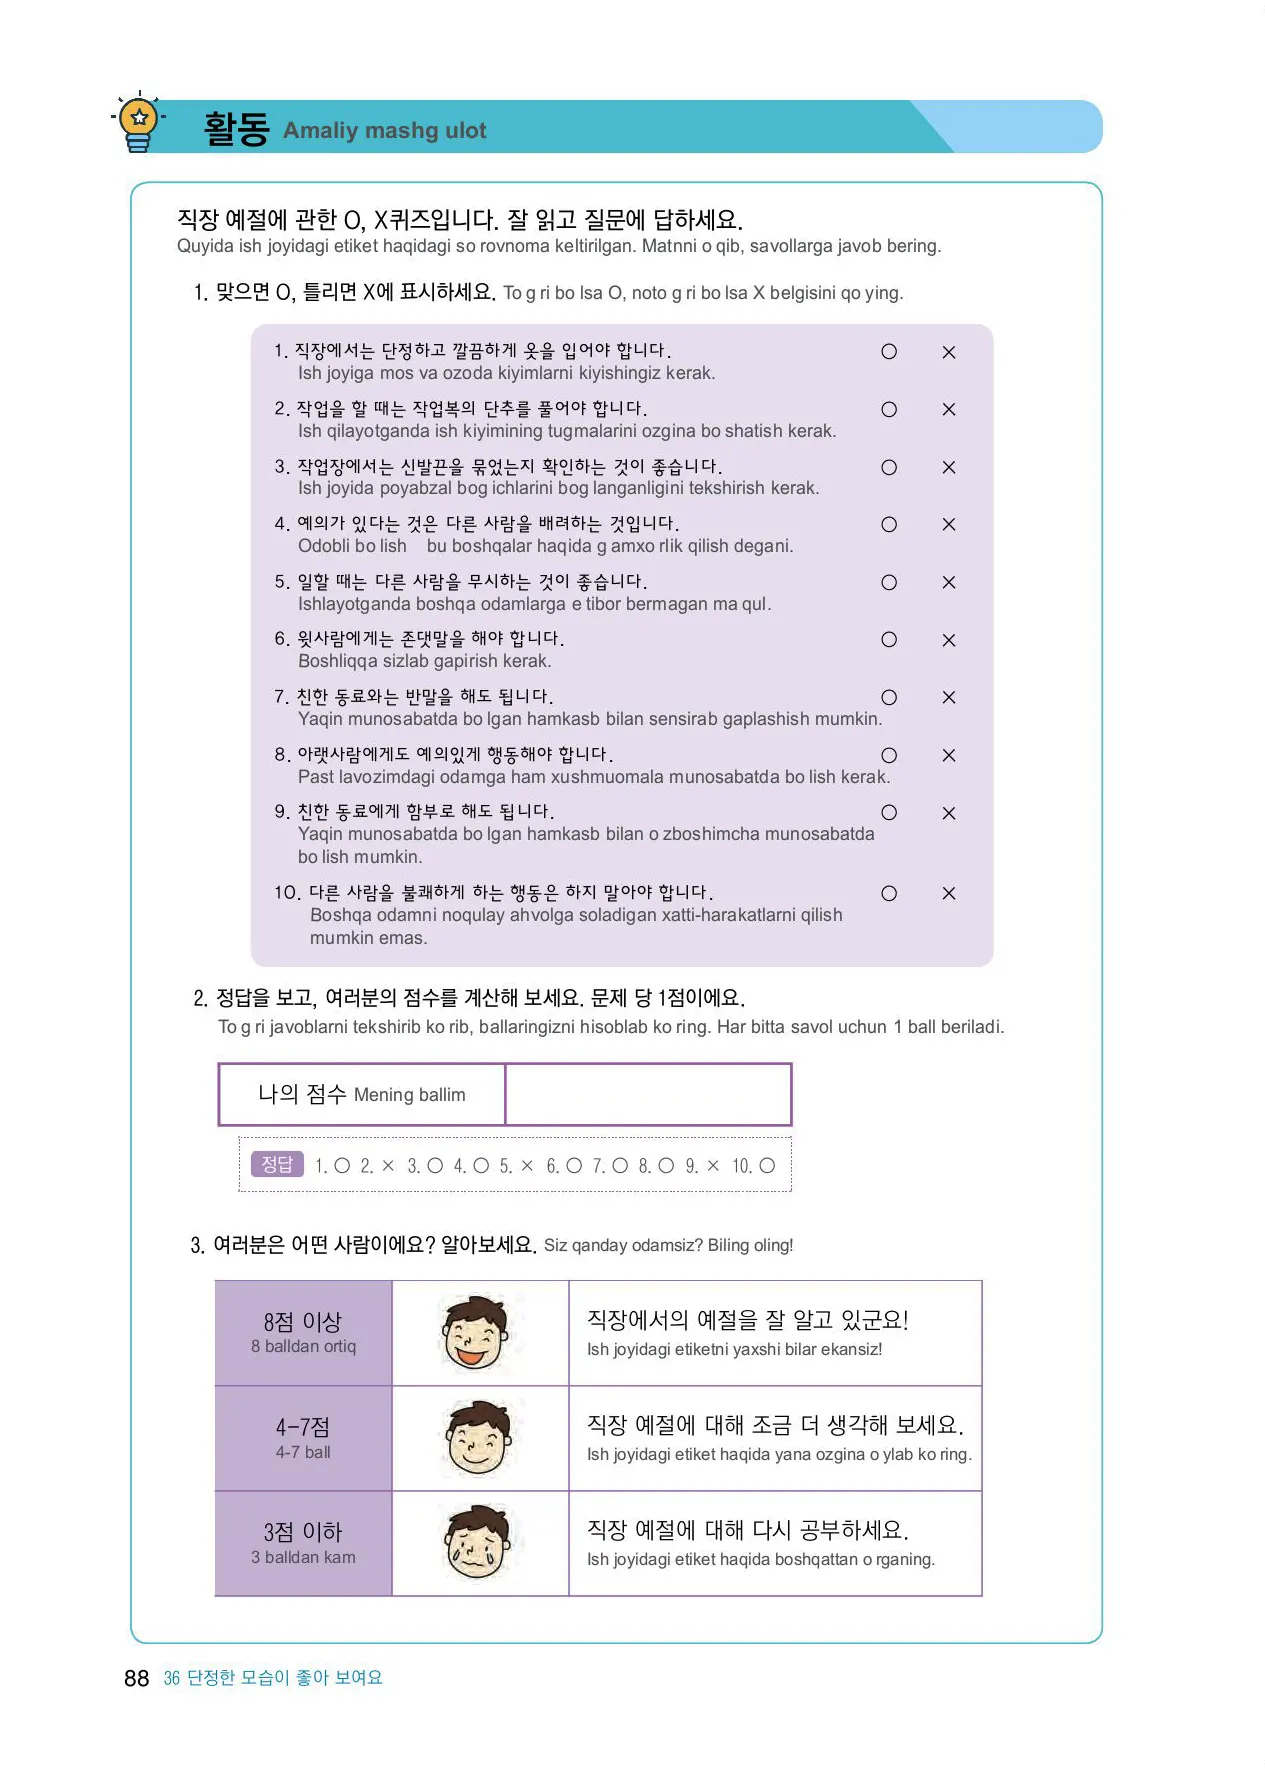 활동 Amaliy mashg ulot
직장 예절에 관한 O, X퀴즈입니다. 잘 읽고 질문에 답하세요.
Quyida ish joyidagi etiket haqidagi so rovnoma keltirilgan. Matnni o qib, savollarga javob bering.
1. 맞으면 O, 틀리면 X에 표시하세요. To g ri bo lsa O, noto g ri bo lsa X belgisini qo ying.
1. 직장에서는 단정하고 깔끔하게 옷을 입어야 합니다. ○ ×
Ish joyiga mos va ozoda kiyimlarni kiyishingiz kerak.
2. 작업을 할 때는 작업복의 단추를 풀어야 합니다. ○ ×
Ish qilayotganda ish kiyimining tugmalarini ozgina bo shatish kerak.
3. 작업장에서는 신발끈을 묶었는지 확인하는 것이 좋습니다. ○ ×
Ish joyida poyabzal bog ichlarini bog langanligini tekshirish kerak.
4. 예의가 있다는 것은 다른 사람을 배려하는 것입니다. ○ ×
Odobli bo lish bu boshqalar haqida g amxo rlik qilish degani.
5. 일할 때는 다른 사람을 무시하는 것이 좋습니다. ○ ×
Ishlayotganda boshqa odamlarga e tibor bermagan ma qul.
6. 윗사람에게는 존댓말을 해야 합니다. ○ ×
Boshliqqa sizlab gapirish kerak.
7. 친한 동료와는 반말을 해도 됩니다. ○ ×
Yaqin munosabatda bo lgan hamkasb bilan sensirab gaplashish mumkin.
8. 아랫사람에게도 예의있게 행동해야 합니다. ○ ×
Past lavozimdagi odamga ham xushmuomala munosabatda bo lish kerak.
9. 친한 동료에게 함부로 해도 됩니다. ○ ×
Yaqin munosabatda bo lgan hamkasb bilan o zboshimcha munosabatda
bo lish mumkin.
10. 다른 사람을 불쾌하게 하는 행동은 하지 말아야 합니다. ○ ×
Boshqa odamni noqulay ahvolga soladigan xatti-harakatlarni qilish
mumkin emas.
2. 정답을 보고, 여러분의 점수를 계산해 보세요. 문제 당 1점이에요.
To g ri javoblarni tekshirib ko rib, ballaringizni hisoblab ko ring. Har bitta savol uchun 1 ball beriladi.
나의 점수 Mening ballim
정답 1. ○ 2. × 3. ○ 4. ○ 5. × 6. ○ 7. ○ 8. ○ 9. × 10. ○
3. 여러분은 어떤 사람이에요? 알아보세요. Siz qanday odamsiz? Biling oling!
8점 이상 직장에서의 예절을 잘 알고 있군요!
8 balldan ortiq Ish joyidagi etiketni yaxshi bilar ekansiz!
4-7점 직장 예절에 대해 조금 더 생각해 보세요.
4-7 ball Ish joyidagi etiket haqida yana ozgina o ylab ko ring.
3점 이하 직장 예절에 대해 다시 공부하세요.
3 balldan kam Ish joyidagi etiket haqida boshqattan o rganing.
88 36 단정한 모습이 좋아 보여요